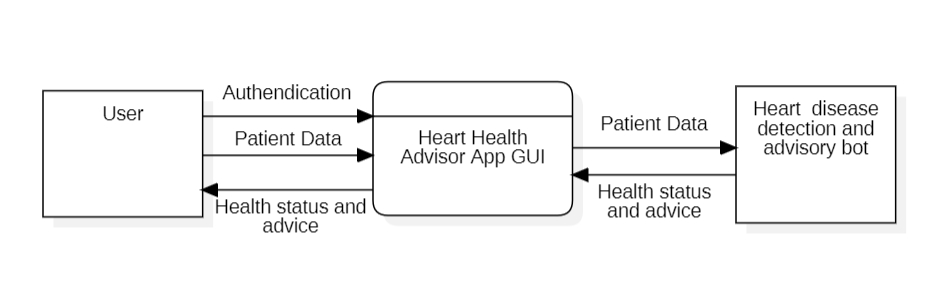 User
Authendication
Patient Data
Health status and
advice
Heart Health
Advisor App GUI
Patient Data
Health status
and advice
Heart disease
detection and
advisory bot